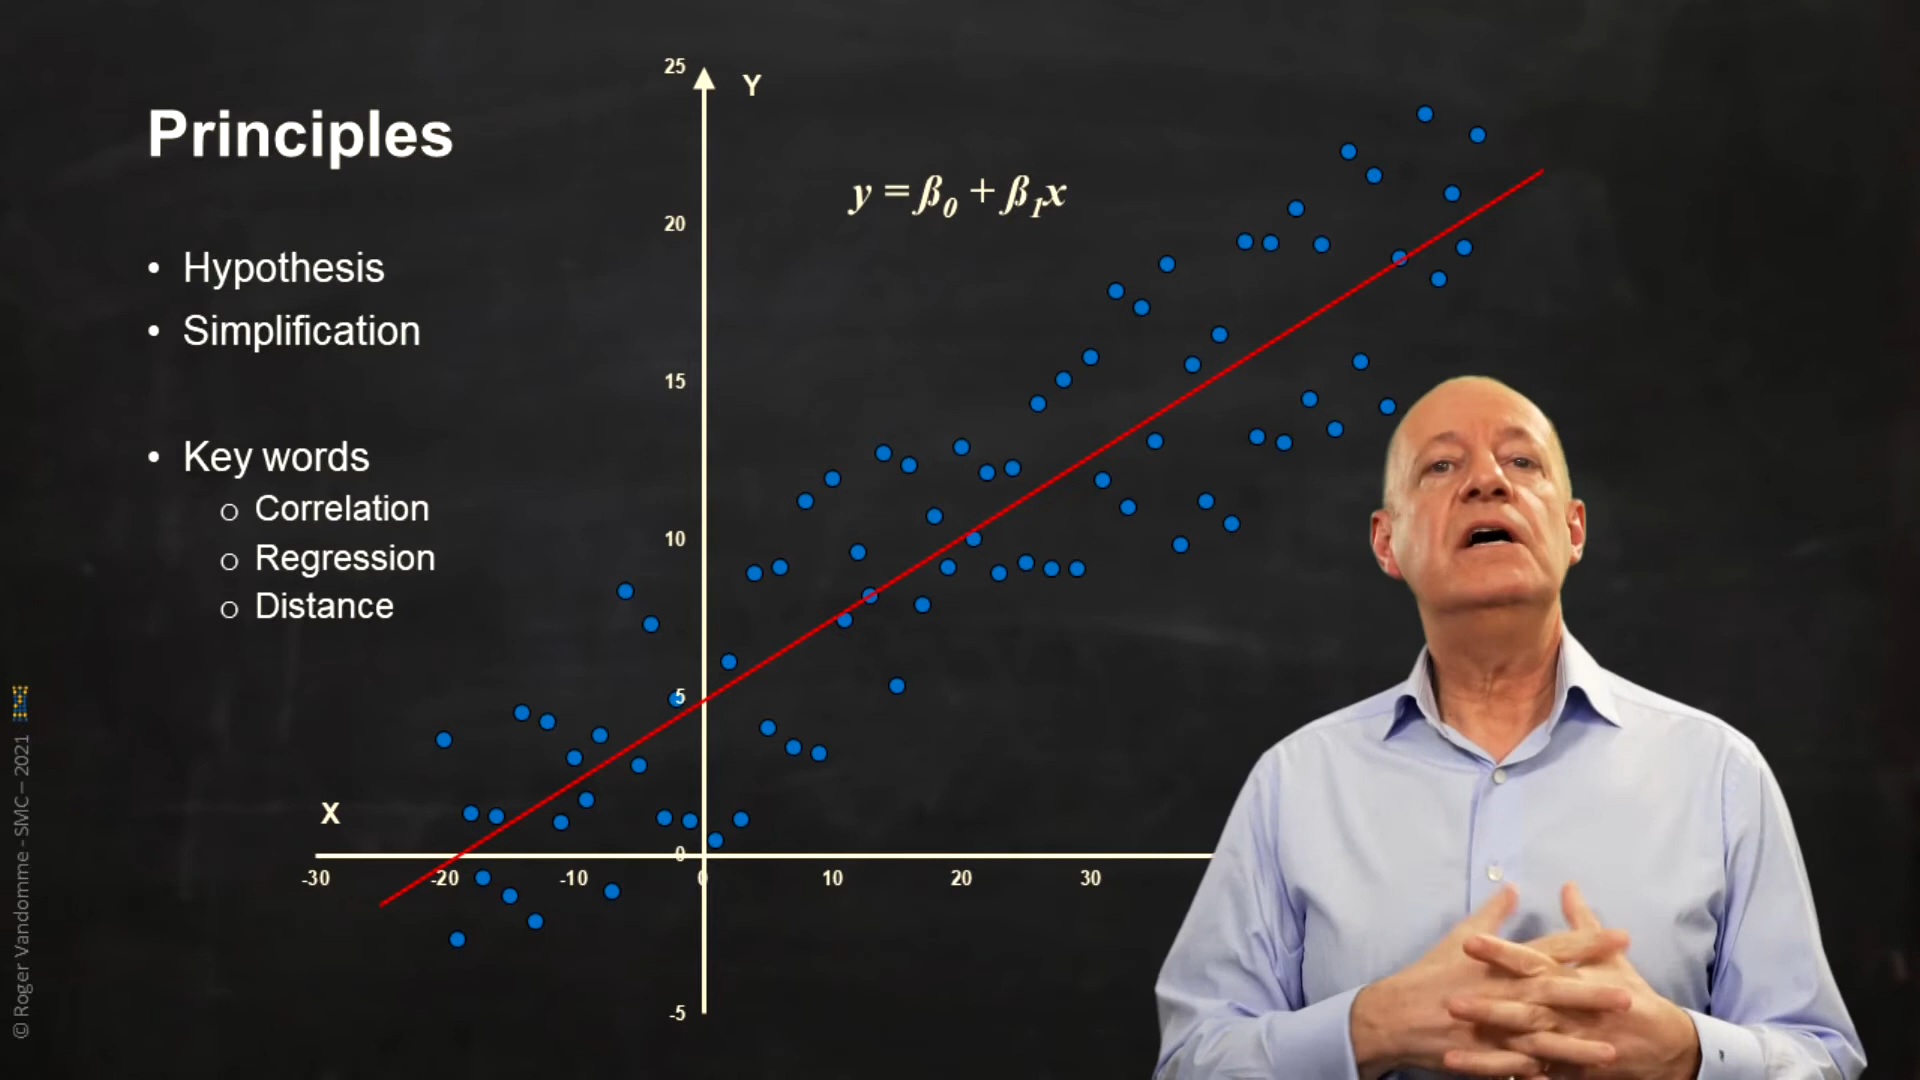 Principles
• Hypothesis
• Simplification
• Key words
o Correlation
o Regression
o Distance
Y
y = β0 + β1x
25
20
15
10
5
0
-5
X
-30 -20 -10 0 10 20 30
© Roger Vandomme - SMC – 2021